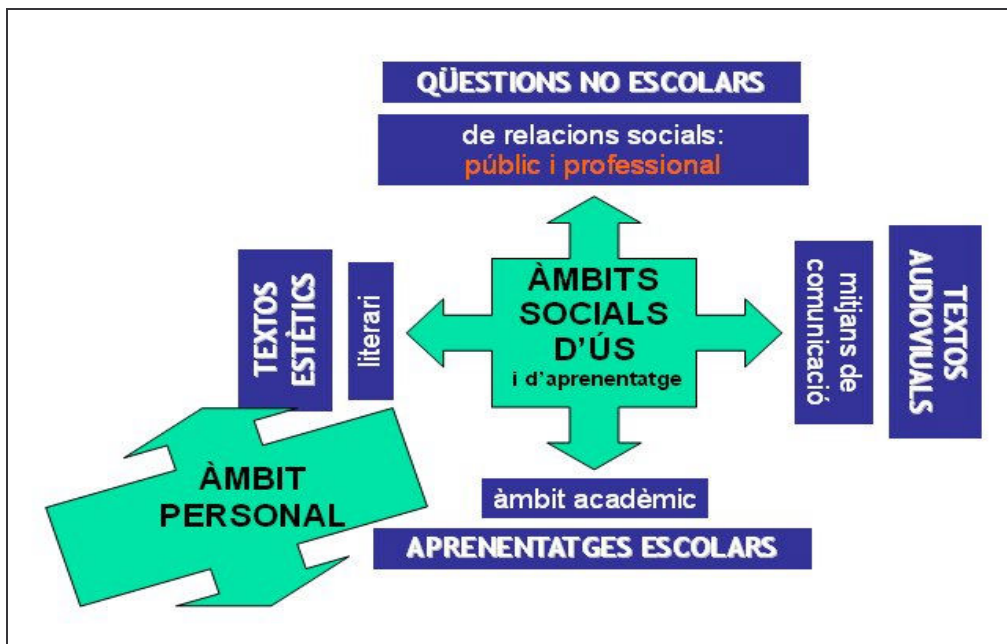 QÜESTIONS NO ESCOLARS
de relacions socials:
públic i professional
TEXTOS
ESTÈTICS
literari
ÀMBITS
SOCIALS
D'ÚS
i d'aprenentatge
mitjans de
comunicació
TEXTOS
AUDIOVIUALS
ÀMBIT
PERSONAL
àmbit acadèmic
APRENENTATGES ESCOLARS